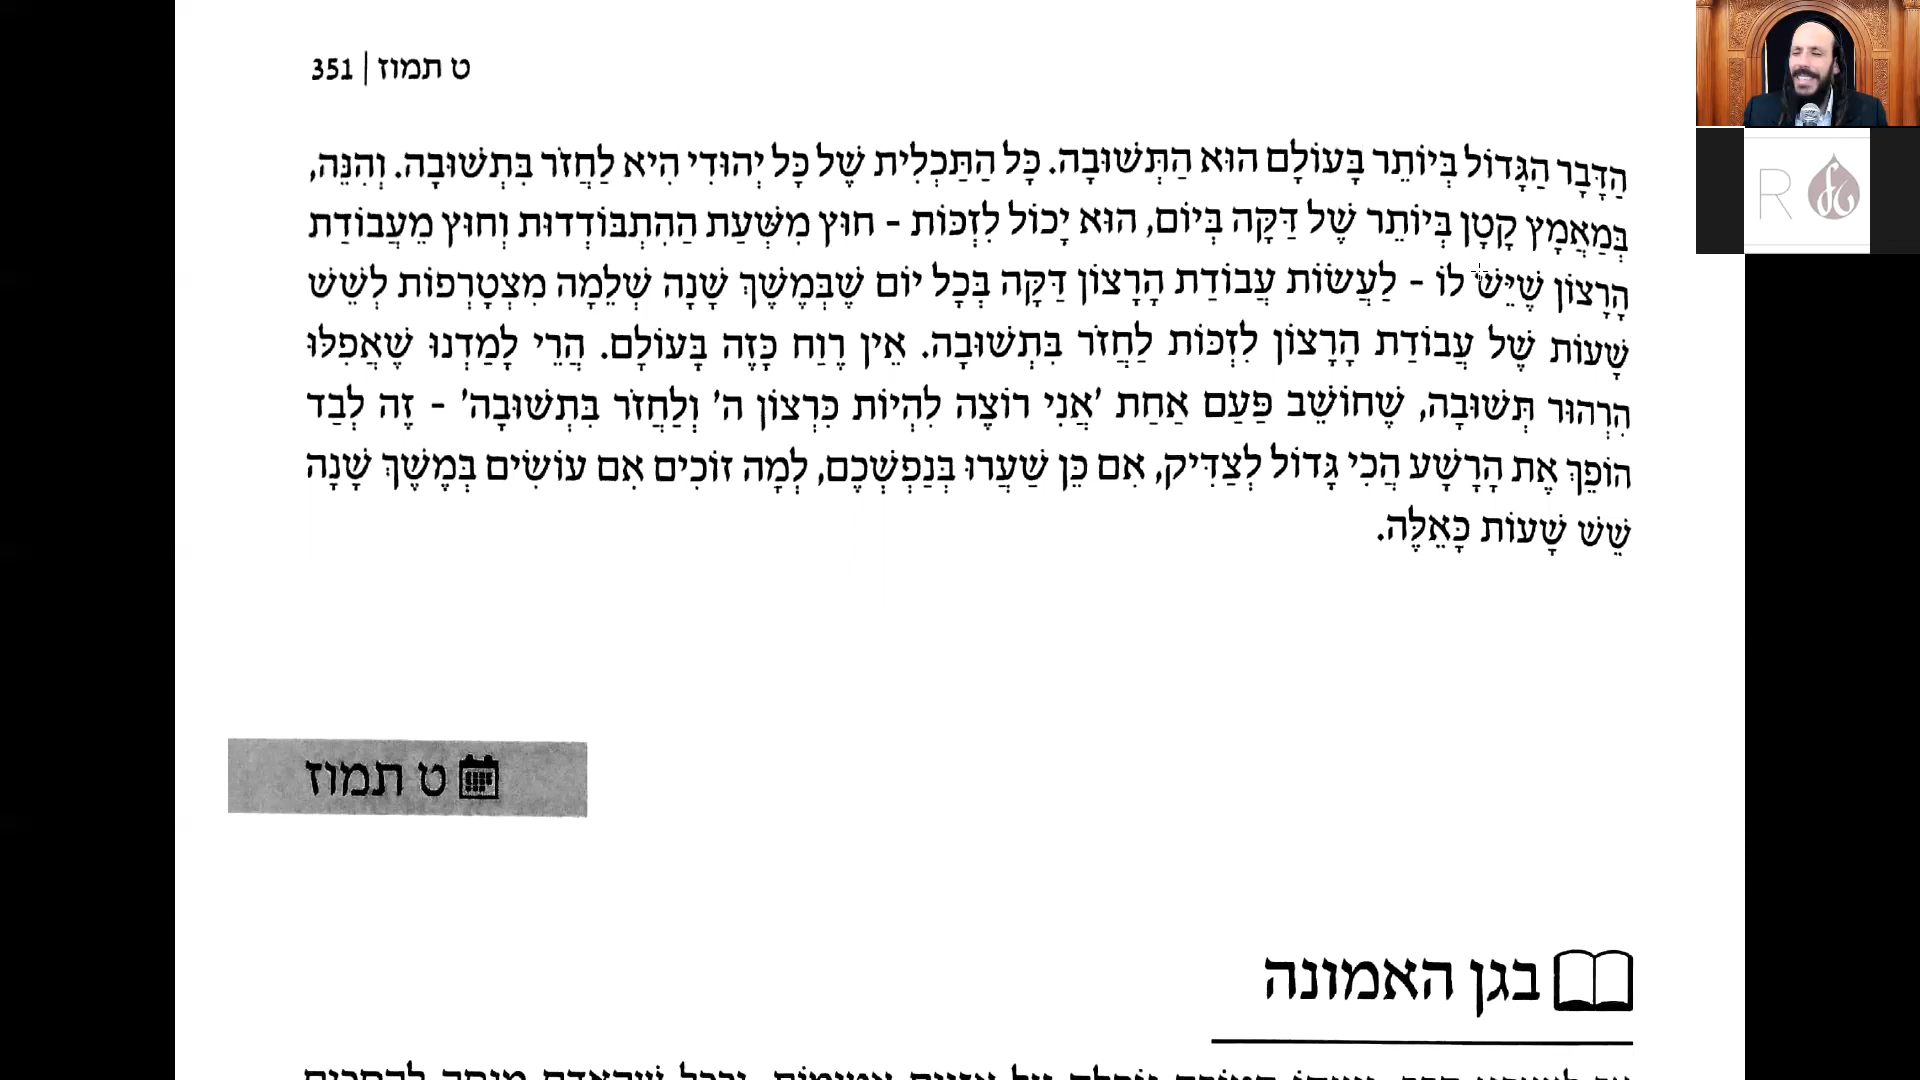 ט תמוז | 351
הַדָּבָר הַגָּדוֹל בְּיוֹתֵר בָּעוֹלָם הוּא הַתְּשׁוּבָה. כָּל הַתַּכְלִית שֶׁל כָּל יְהוּדִי הִיא לַחֲזֹר בִּתְשׁוּבָה. וְהִנֵּה,
בְּמַאֲמָץ קָטָן בְּיוֹתֵר שֶׁל דַּקָּה בְּיוֹם, הוּא יָכוֹל לִזְכּוֹת - חוּץ מִשְּׁעַת הַהִתְבּוֹדְדוּת וְחוּץ מֵעֲבוֹדַת
הָרָצוֹן שֶׁיֵּשׁ לוֹ - לַעֲשׂוֹת עֲבוֹדַת הָרָצוֹן דַּקָּה בְּכָל יוֹם שֶׁבְּמֶשֶׁךְ שָׁנָה שְׁלֵמָה מִצְטָרְפוֹת לְשֵׁשׁ
שָׁעוֹת שֶׁל עֲבוֹדַת הָרָצוֹן לִזְכּוֹת לַחֲזֹר בִּתְשׁוּבָה. אֵין רֶוַח כָּזֶה בָּעוֹלָם. הֲרֵי לָמַדְנוּ שֶׁאֲפִלּוּ
הִרְהוּר תְּשׁוּבָה, שֶׁחוֹשֵׁב פַּעַם אַחַת 'אֲנִי רוֹצֶה לִהְיוֹת כִּרְצוֹן ה' וְלַחֲזֹר בִּתְשׁוּבָה' - זֶה לְבַד
הוֹפֵךְ אֶת הָרָשָׁע הֲכִי גָּדוֹל לְצַדִּיק, אִם כֵּן שַׁעֲרוּ בְּנַפְשְׁכֶם, לְמָה זוֹכִים אִם עוֹשִׂים בְּמֶשֶׁךְ שָׁנָה
שֵׁשׁ שָׁעוֹת כָּאֵלֶּה.
ט תמוז
בגן האמונה
R